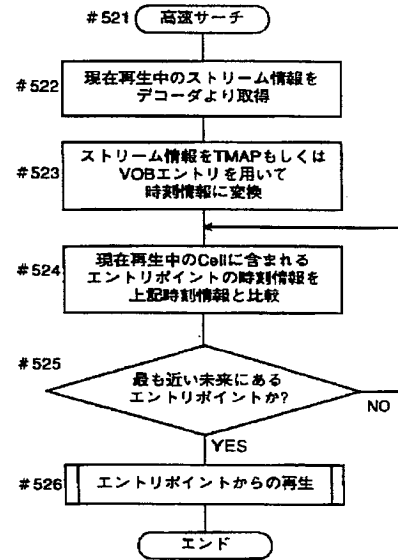 #521 高速サーチ
#522 現在再生中のストリーム情報を
デコーダより取得
#523 ストリーム情報をTMAPもしくは
VOBエントリを用いて
時刻情報に変換
#524 現在再生中のCellに含まれる
エントリポイントの時刻情報を
上記時刻情報と比較
#525 最も近い未来にある
エントリポイントか?
NO
YES
#526 エントリポイントからの再生
エンド